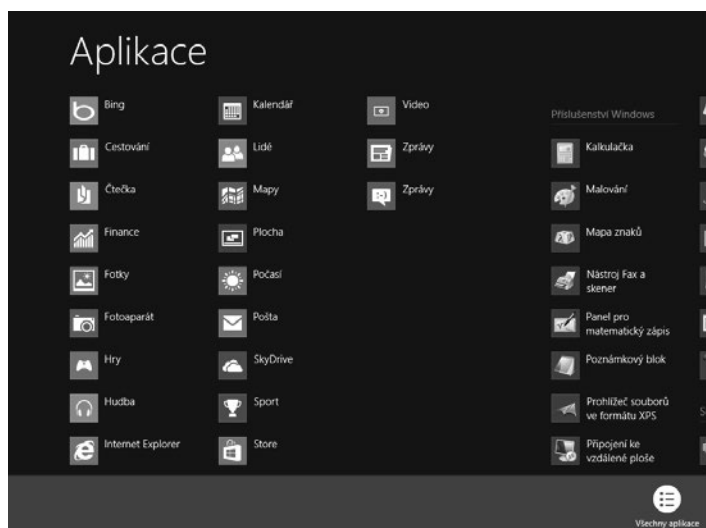 Aplikace
Bing
Cestování
Čtečka
Finance
Fotky
Fotoaparát
Hry
Hudba
Internet Explorer
Kalendář
Lidé
Mapy
Plocha
Počasí
Pošta
SkyDrive
Sport
Store
Video
Zprávy
Zprávy
Příslušenství Windows
Kalkulačka
Malování
Mapa znaků
Nástroj Fax a
skener
Panel pro
matematický zápis
Poznámkový blok
Prohlížeč souborů
ve formátu XPS
Připojení ke
vzdálené ploše
Všechny aplikace